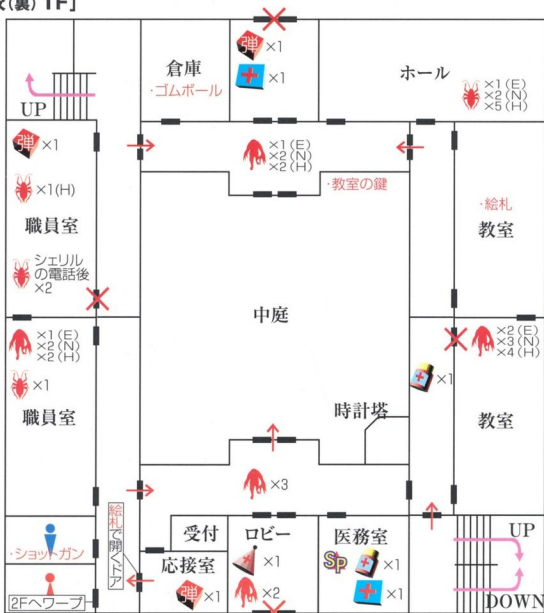 (裏) 1F」
弾 ×1
×1
倉庫
・ゴムボール
ホール
×1(E)
×2(N)
×5(H)
UP
弾 ×1
×1(E)
×2(N)
×2(H)
・教室の鍵
・絵札
教室
×1(H)
職員室
シェリル
の電話後
×2
中庭
×1(E)
×2(N)
×2(H)
×1
職員室
×2(E)
×3(N)
×4(H)
×1
時計塔
教室
×3
絵札で開くドア
・ショットガン
2Fへワープ
受付
応接室
弾 ×1
ロビー
×1
×2
医務室
SP ×1
×1
UP
DOWN